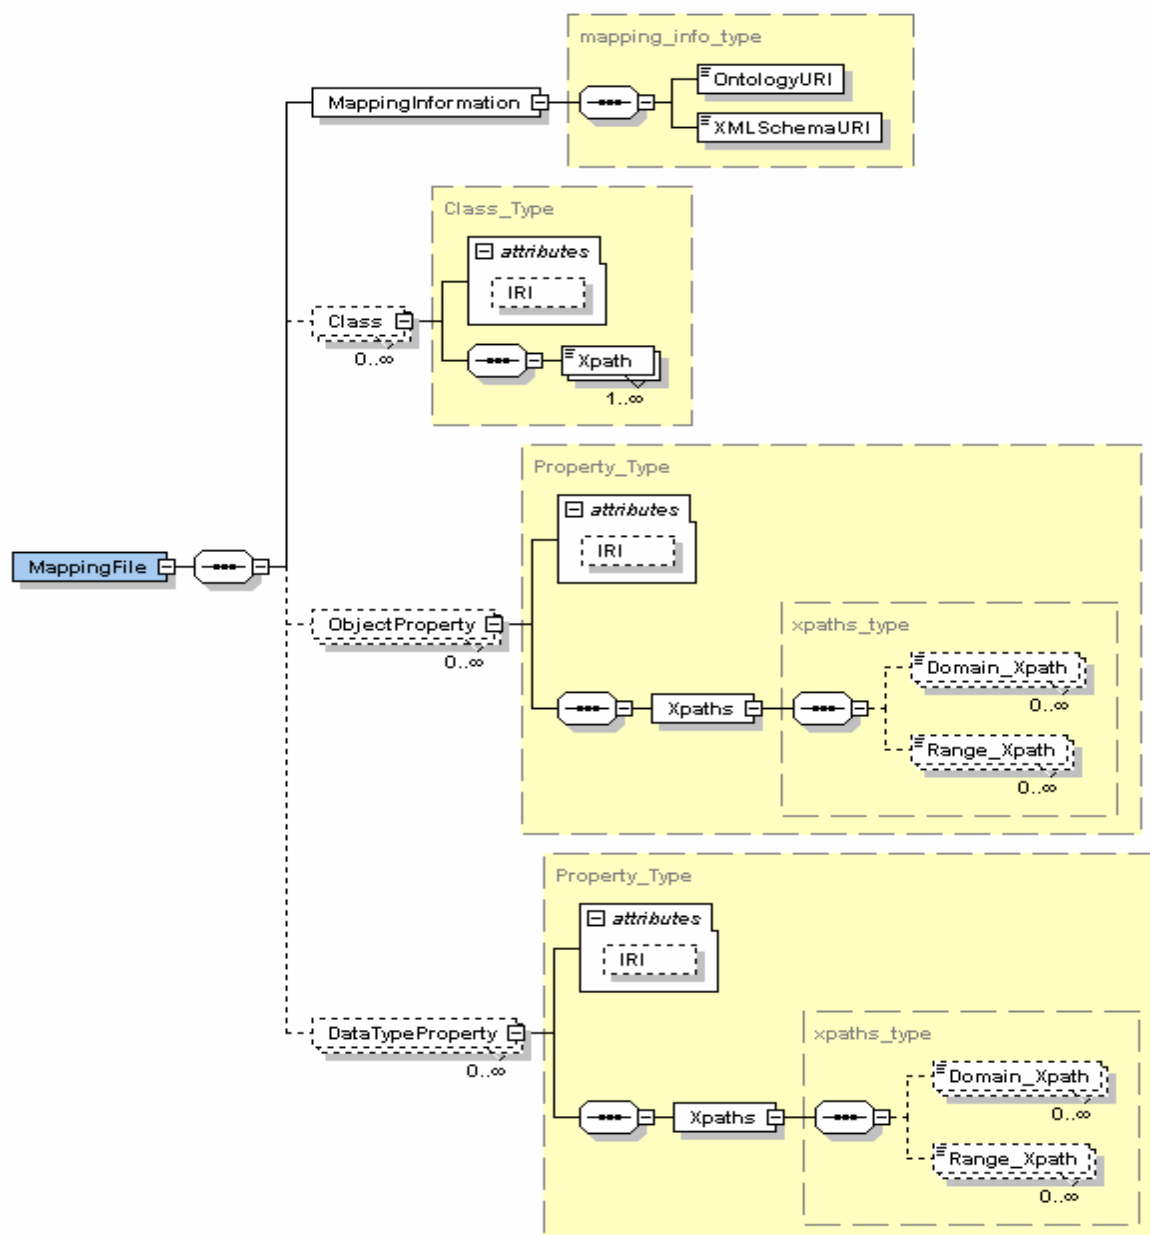 mapping_info_type
OntologyURI
MappingInformation
XMLSchemaURI
Class_Type
attributes
IRI
Class
0..∞
Xpath
1..∞
Property_Type
attributes
IRI
MappingFile
ObjectProperty
0..∞
xpaths_type
Domain_Xpath
0..∞
Xpaths
Range_Xpath
0..∞
Property_Type
attributes
IRI
DataTypeProperty
0..∞
xpaths_type
Domain_Xpath
0..∞
Xpaths
Range_Xpath
0..∞